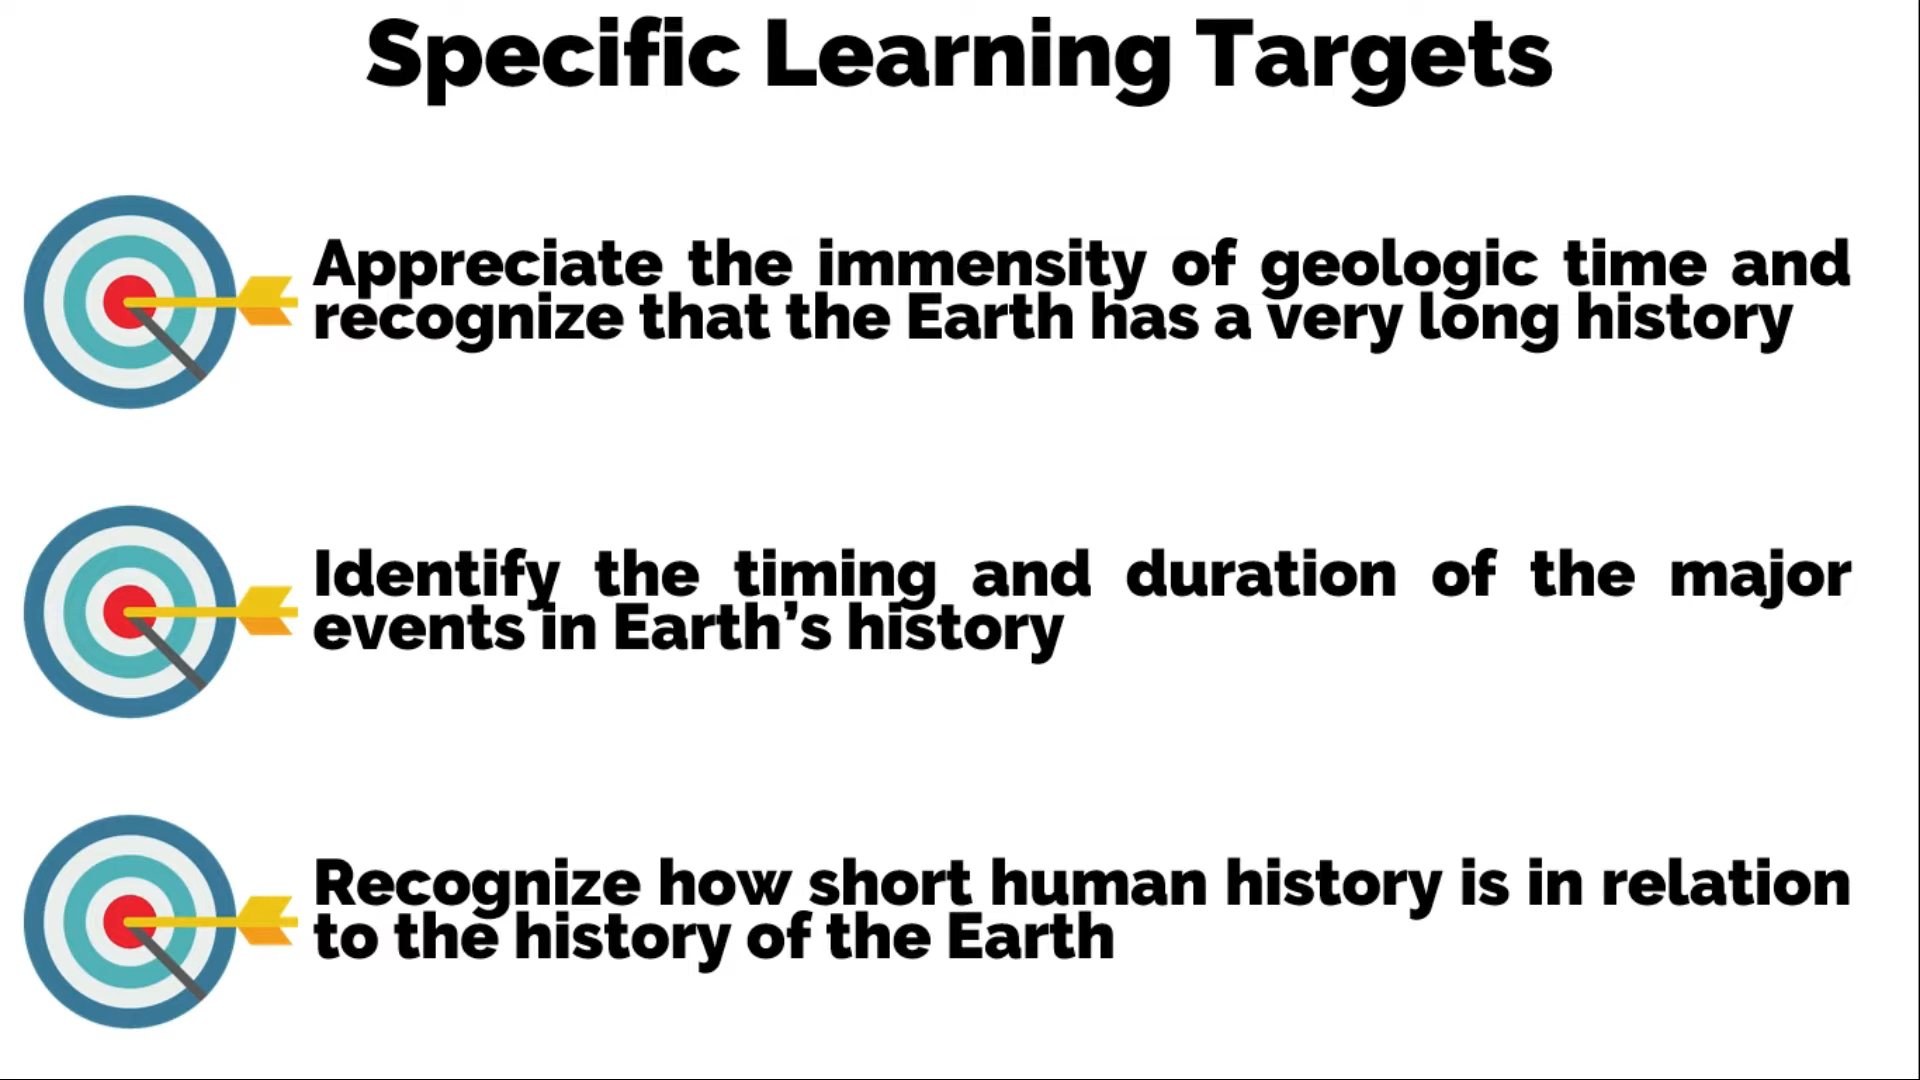 Specific Learning Targets
Appreciate the immensity of geologic time and
recognize that the Earth has a very long history
Identify the timing and duration of the major
events in Earth’s history
Recognize how short human history is in relation
to the history of the Earth